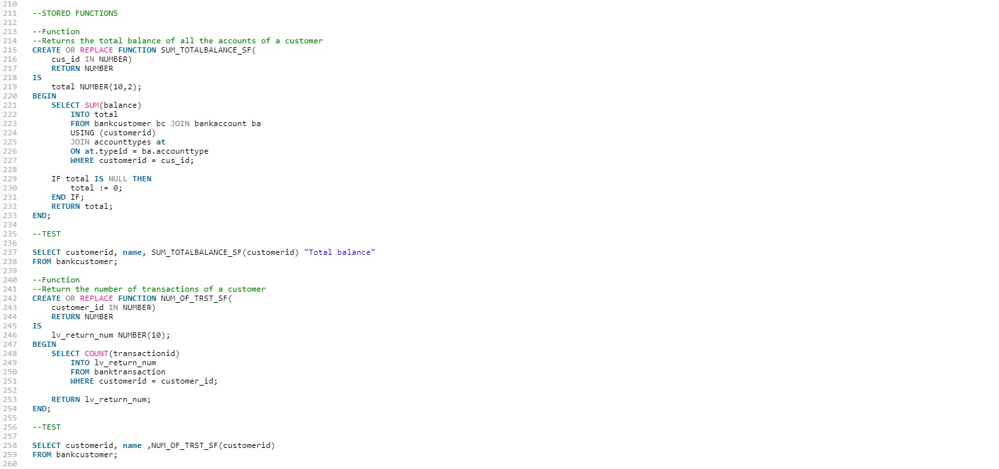 210
211 --STORED FUNCTIONS
212
213 --Function
214 --Returns the total balance of all the accounts of a customer
215 CREATE OR REPLACE FUNCTION SUM_TOTALBALANCE_SF(
216     cus_id IN NUMBER)
217     RETURN NUMBER
218 IS
219     total NUMBER(10,2);
220 BEGIN
221     SELECT SUM(balance)
222         INTO total
223         FROM bankcustomer bc JOIN bankaccount ba
224         USING (customerid)
225         JOIN accounttypes at
226         ON at.typeid = ba.accounttype
227         WHERE customerid = cus_id;
228
229     IF total IS NULL THEN
230         total := 0;
231     END IF;
232     RETURN total;
233 END;
234
235 --TEST
236
237 SELECT customerid, name, SUM_TOTALBALANCE_SF(customerid) "Total balance"
238 FROM bankcustomer;
239
240 --Function
241 --Return the number of transactions of a customer
242 CREATE OR REPLACE FUNCTION NUM_OF_TRST_SF(
243     customer_id IN NUMBER)
244     RETURN NUMBER
245 IS
246     lv_return_num NUMBER(10);
247 BEGIN
248     SELECT COUNT(transactionid)
249         INTO lv_return_num
250         FROM banktransaction
251         WHERE customerid = customer_id;
252
253     RETURN lv_return_num;
254 END;
255
256 --TEST
257
258 SELECT customerid, name ,NUM_OF_TRST_SF(customerid)
259 FROM bankcustomer;
260